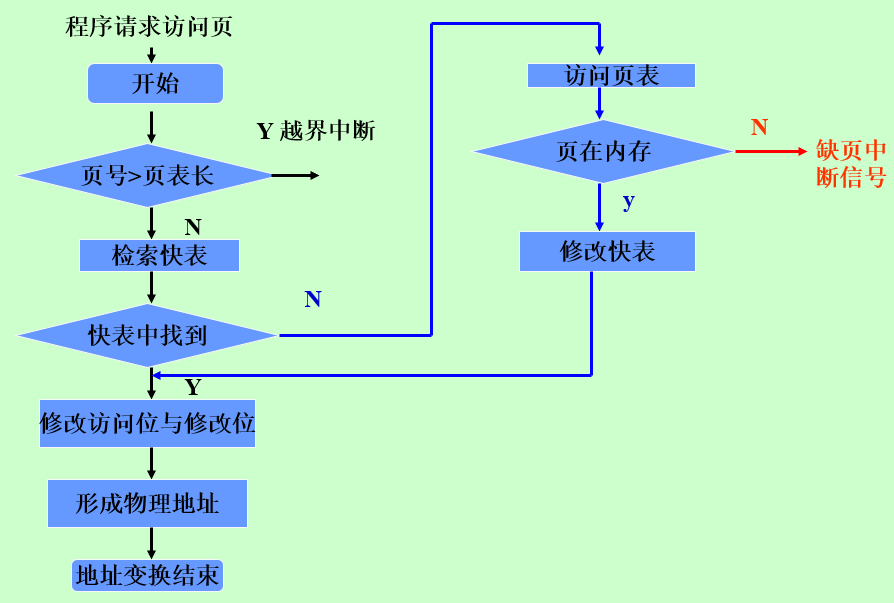 程序请求访问页
开始
Y 越界中断
页号>页表长
N
检索快表
N
快表中找到
Y
修改访问位与修改位
形成物理地址
地址变换结束
访问页表
页在内存
N
缺页中
断信号
y
修改快表